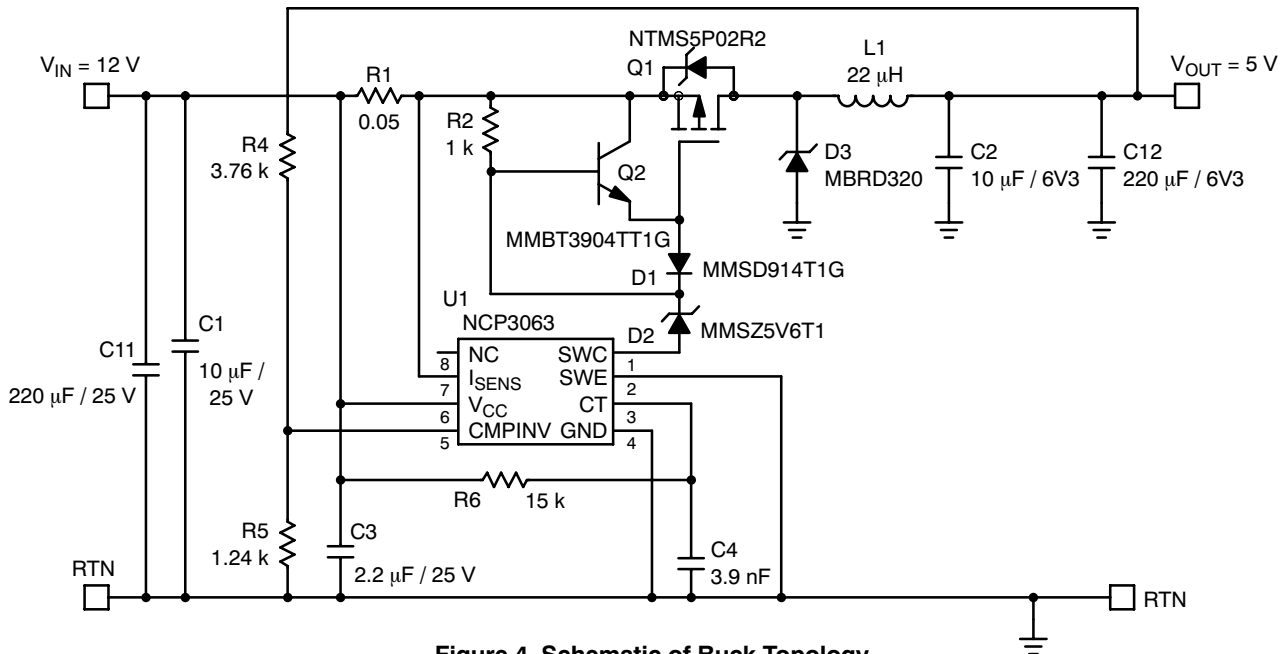 NTMS5P02R2
Q1
L1
22 μH
V_IN = 12 V
V_OUT = 5 V
R1
0.05
R2
1 k
R4
3.76 k
Q2
D3
MBRD320
C2
10 μF / 6V3
C12
220 μF / 6V3
MMBT3904TT1G
D1
MMSD914T1G
U1
NCP3063
D2
MMSZ5V6T1
C11
220 μF / 25 V
C1
10 μF /
25 V
NC
SWC
8
1
I_SENS
SWE
7
2
V_CC
CT
6
3
CMPINV
GND
5
4
R6
15 k
R5
1.24 k
C3
2.2 μF / 25 V
C4
3.9 nF
RTN
RTN
Figure 4. Schematic of Buck Topology